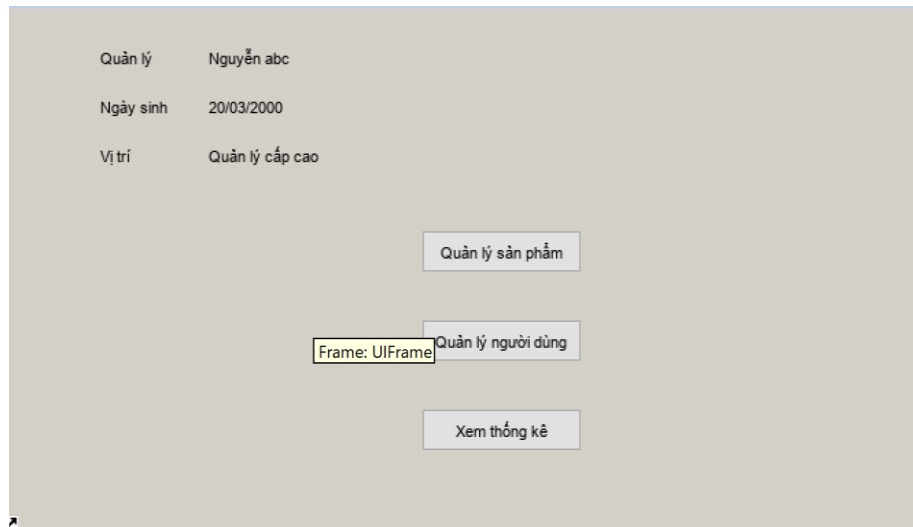 Quản lý Nguyễn abc
Ngày sinh 20/03/2000
Vị trí Quản lý cấp cao
Quản lý sản phẩm
Frame: UIFrame
Quản lý người dùng
Xem thống kê